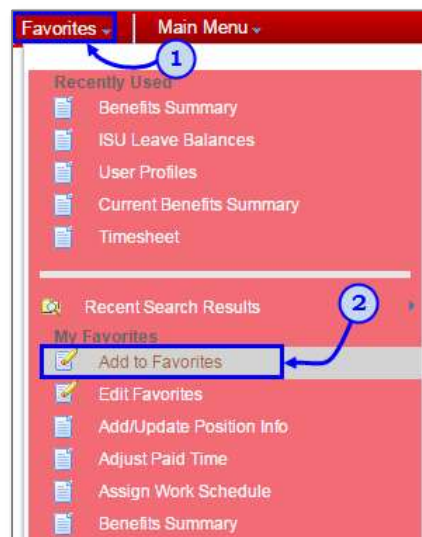 Favorites Main Menu
1
Recently Used
Benefits Summary
ISU Leave Balances
User Profiles
Current Benefits Summary
Timesheet
Recent Search Results
2
My Favorites
Add to Favorites
Edit Favorites
Add/Update Position Info
Adjust Paid Time
Assign Work Schedule
Benefits Summary